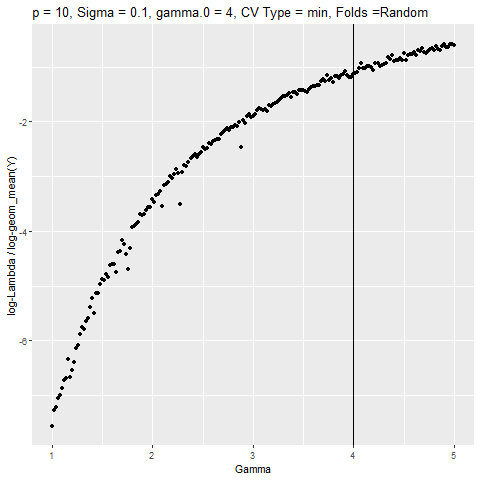 p = 10, Sigma = 0.1, gamma.0 = 4, CV Type = min, Folds =Random
log-Lambda / log-geom_mean(Y)
-2
-4
-6
1
2
3
4
5
Gamma